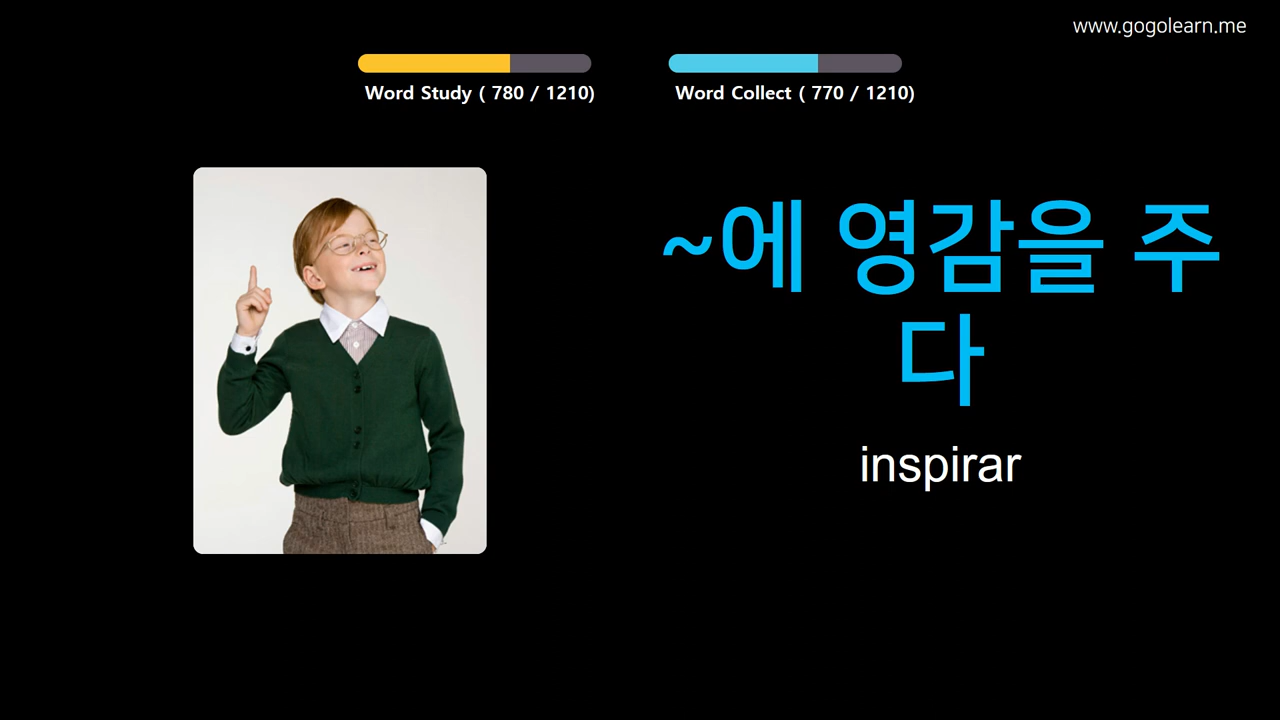 www.gogolearn.me
Word Study ( 780 / 1210)
Word Collect ( 770 / 1210)
~에 영감을 주
다
inspirar